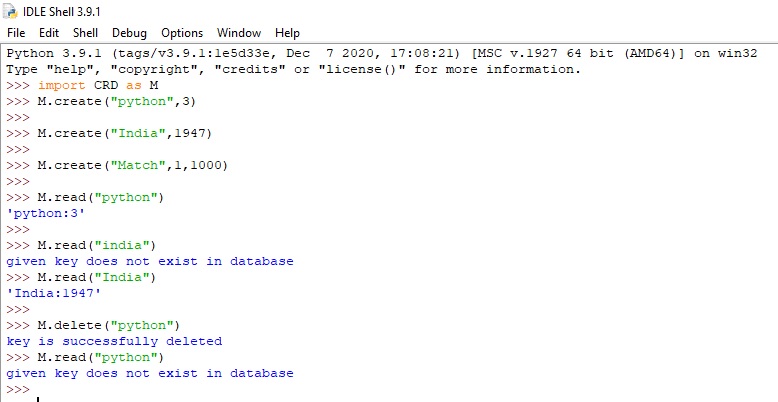 IDLE Shell 3.9.1
File Edit Shell Debug Options Window Help
Python 3.9.1 (tags/v3.9.1:1e5d33e, Dec  7 2020, 17:08:21) [MSC v.1927 64 bit (AMD64)] on win32
Type "help", "copyright", "credits" or "license()" for more information.
>>> import CRD as M
>>> M.create("python",3)
>>>
>>> M.create("India",1947)
>>>
>>> M.create("Match",1,1000)
>>>
>>> M.read("python")
'python:3'
>>>
>>> M.read("india")
given key does not exist in database
>>> M.read("India")
'India:1947'
>>>
>>> M.delete("python")
key is successfully deleted
>>> M.read("python")
given key does not exist in database
>>>